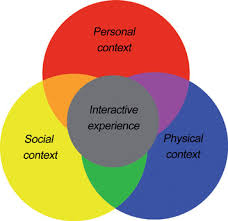 Personal
context
Interactive
experience
Social
context
Physical
context